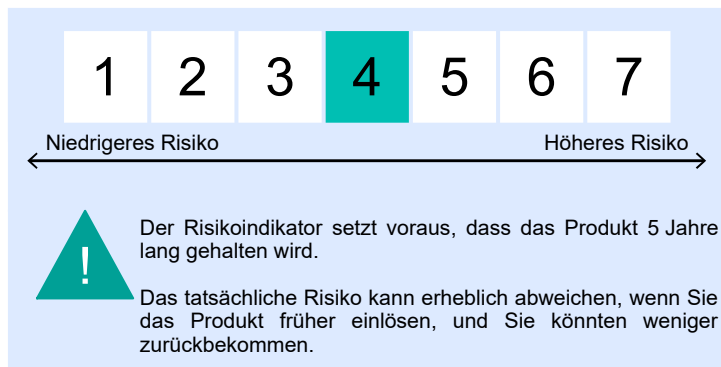 1 2 3 4 5 6 7
Niedrigeres Risiko Höheres Risiko
Der Risikoindikator setzt voraus, dass das Produkt 5 Jahre
lang gehalten wird.
!
Das tatsächliche Risiko kann erheblich abweichen, wenn Sie
das Produkt früher einlösen, und Sie könnten weniger
zurückbekommen.